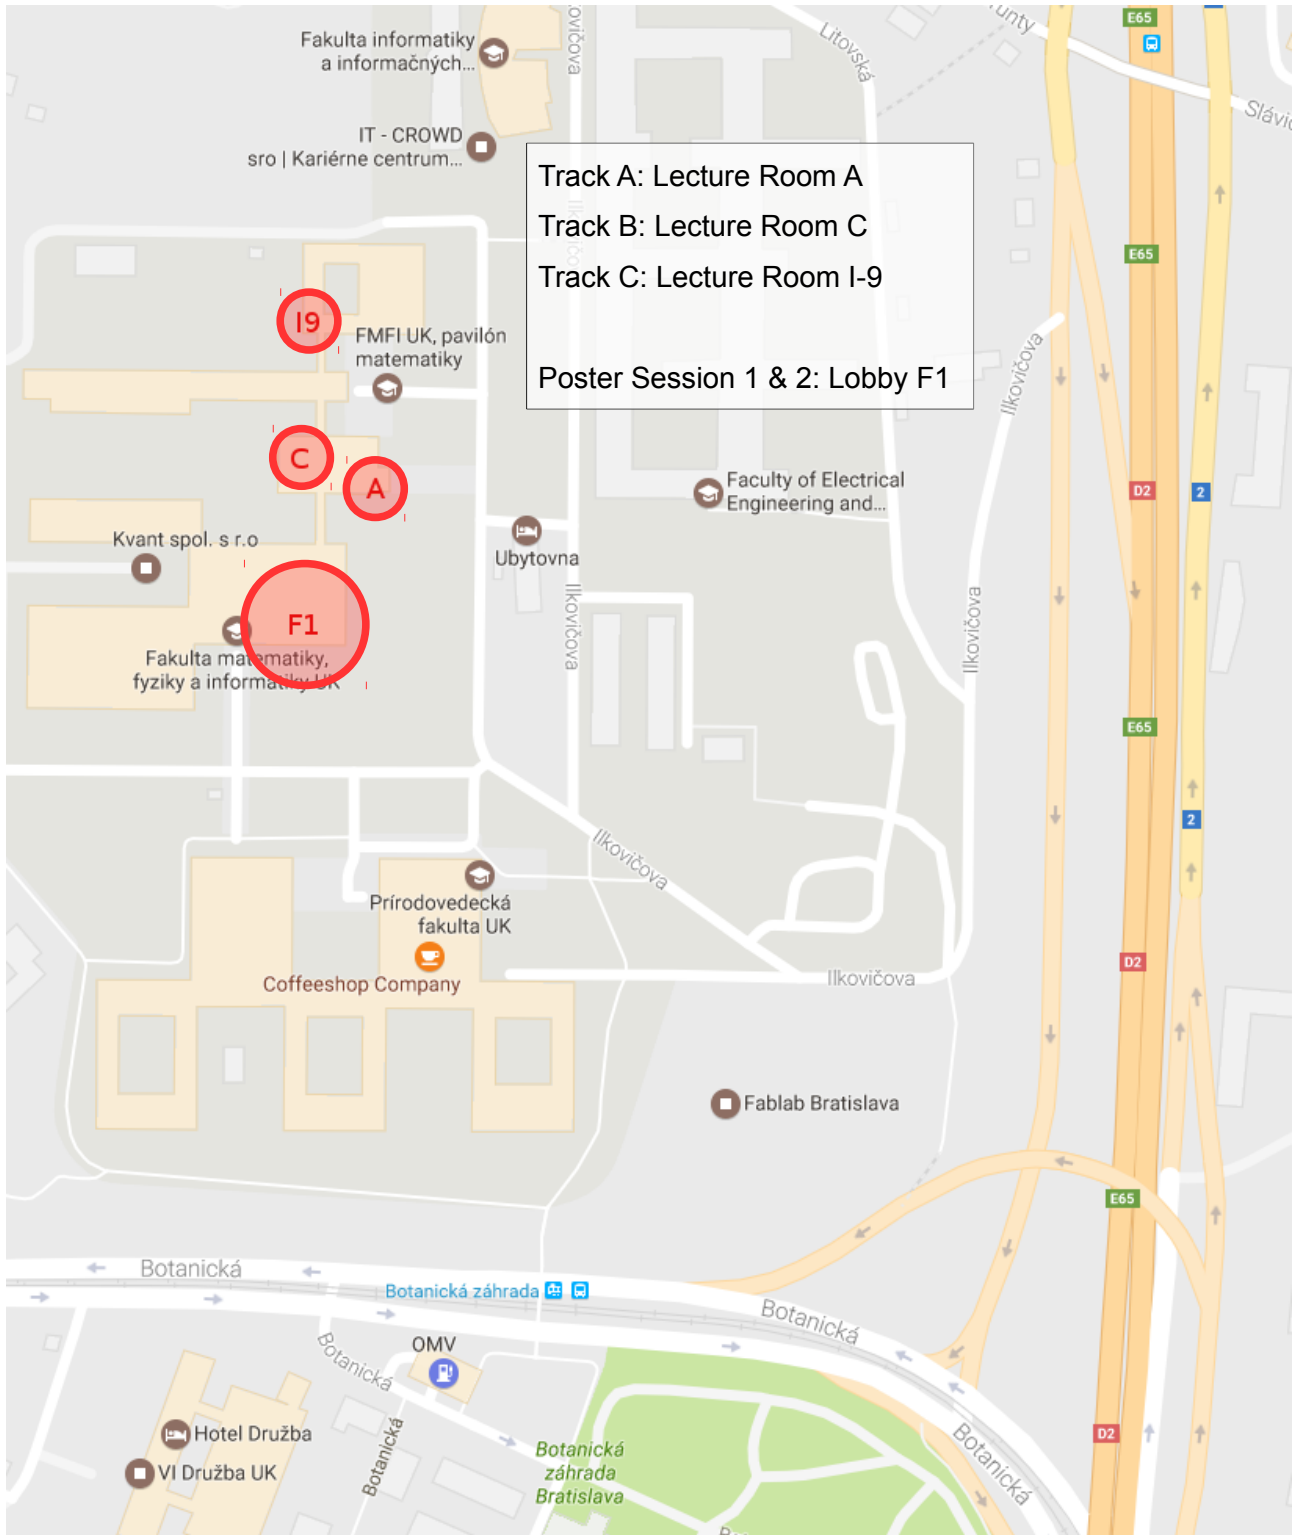 Fakulta informatiky
a informačných...
IT - CROWD
sro | Kariérne centrum...
Ilkovičova
Litovská
Slávič
E65
Track A: Lecture Room A
Track B: Lecture Room C
Track C: Lecture Room I-9
Poster Session 1 & 2: Lobby F1
E65
I9
FMFI UK, pavilón
matematiky
Ilkovičova
C
A
Faculty of Electrical
Engineering and...
D2
2
Kvant spol. s r.o
Ubytovna
Ilkovičova
Ilkovičova
F1
Fakulta matematiky,
fyziky a informatiky UK
E65
2
Ilkovičova
Prírodovedecká
fakulta UK
Coffeeshop Company
Ilkovičova
D2
Fablab Bratislava
E65
Botanická
Botanická záhrada
Botanická
OMV
Botanická
Hotel Družba
VI Družba UK
Botanická
Botanická
záhrada
Bratislava
Botanická
D2